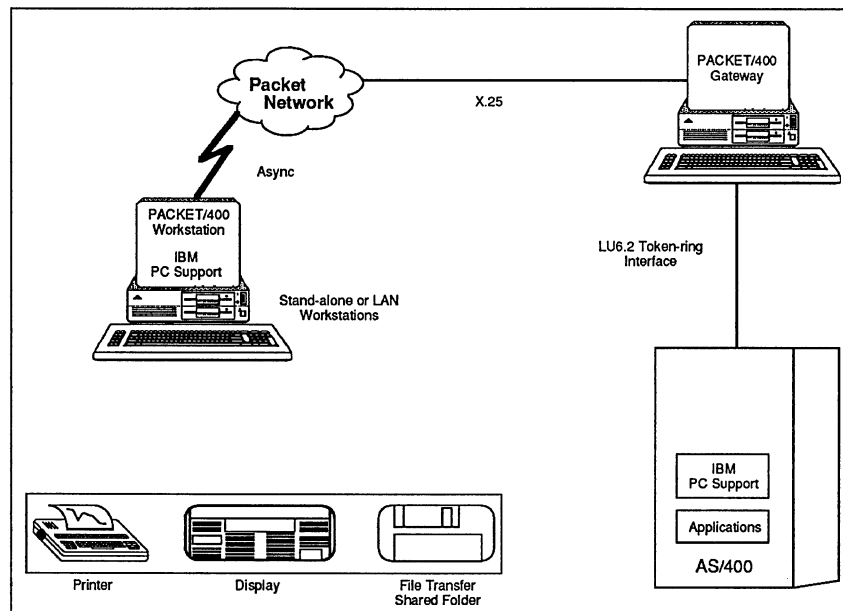 Packet
Network
X.25
PACKET/400
Gateway
Async
PACKET/400
Workstation
IBM
PC Support
Stand-alone or LAN
Workstations
LU6.2 Token-ring
Interface
IBM
PC Support
Applications
AS/400
Printer
Display
File Transfer
Shared Folder